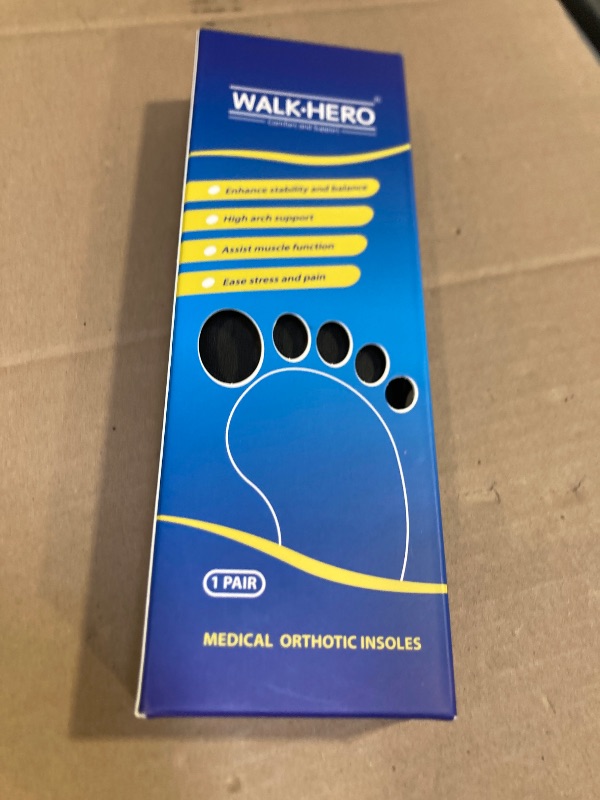 WALK·HERO®
Comfort and Support
Enhance stability and balance
High arch support
Assist muscle function
Ease stress and pain
1 PAIR
MEDICAL ORTHOTIC INSOLES